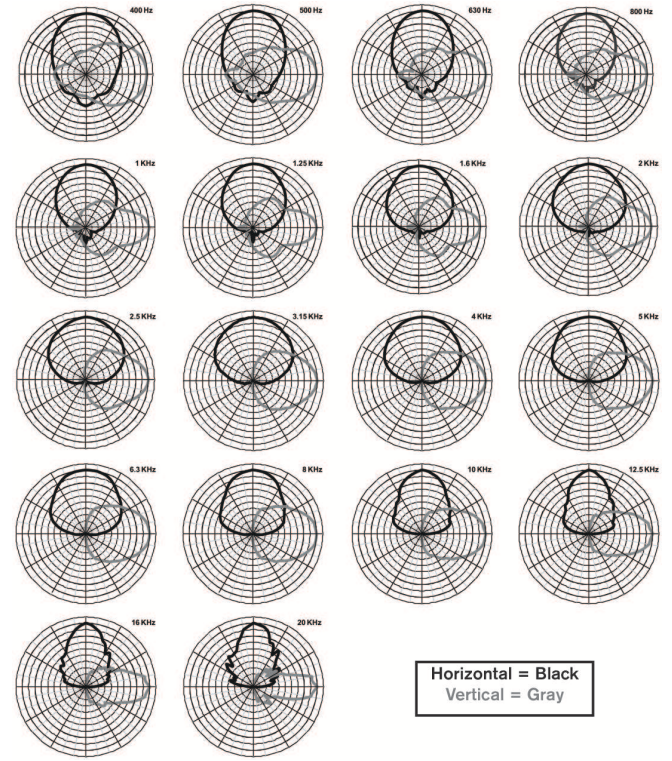 400 Hz
500 Hz
630 Hz
800 Hz
1 KHz
1.25 KHz
1.6 KHz
2 KHz
2.5 KHz
3.15 KHz
4 KHz
5 KHz
6.3 KHz
8 KHz
10 KHz
12.5 KHz
16 KHz
20 KHz
Horizontal = Black
Vertical = Gray